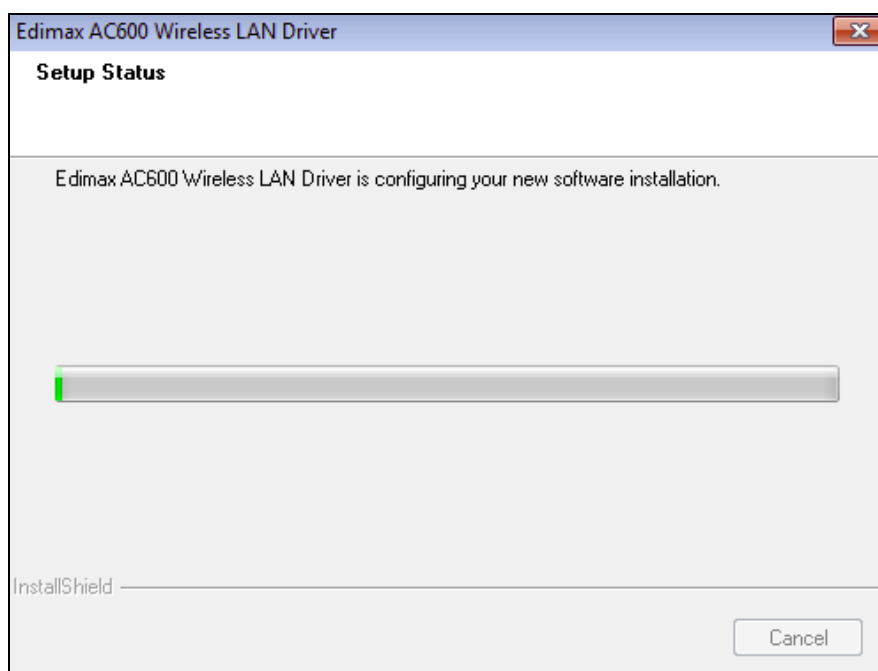 Edimax AC600 Wireless LAN Driver
Setup Status
Edimax AC600 Wireless LAN Driver is configuring your new software installation.
InstallShield
Cancel